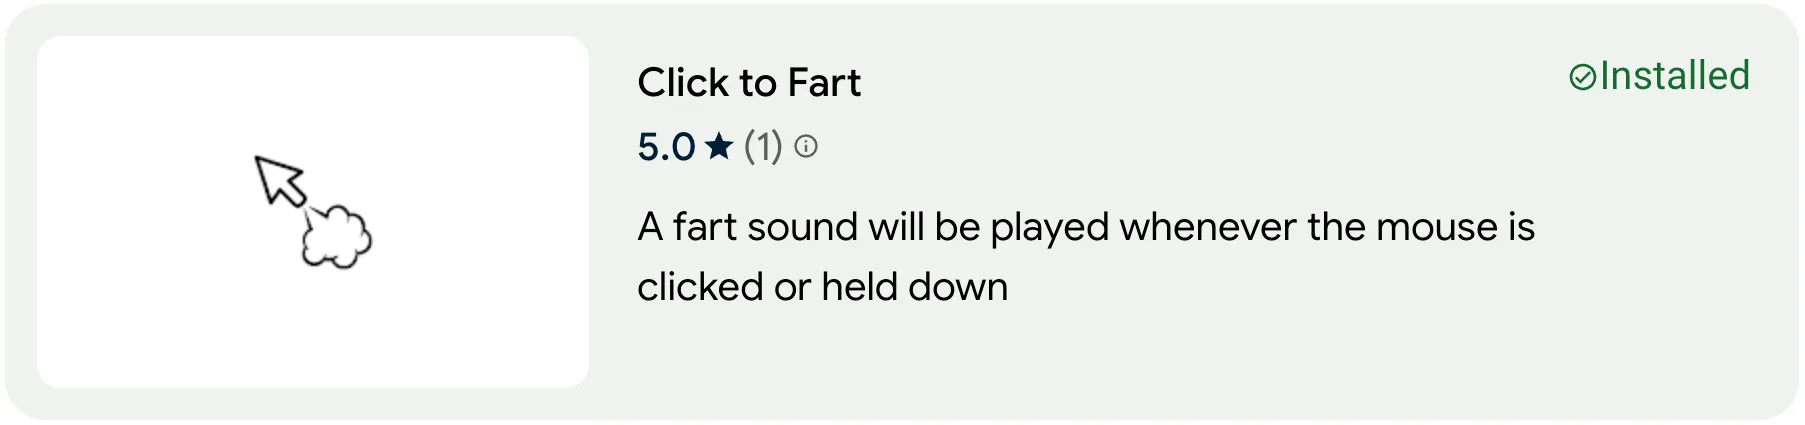 Click to Fart
Installed
5.0 ★ (1)
A fart sound will be played whenever the mouse is
clicked or held down